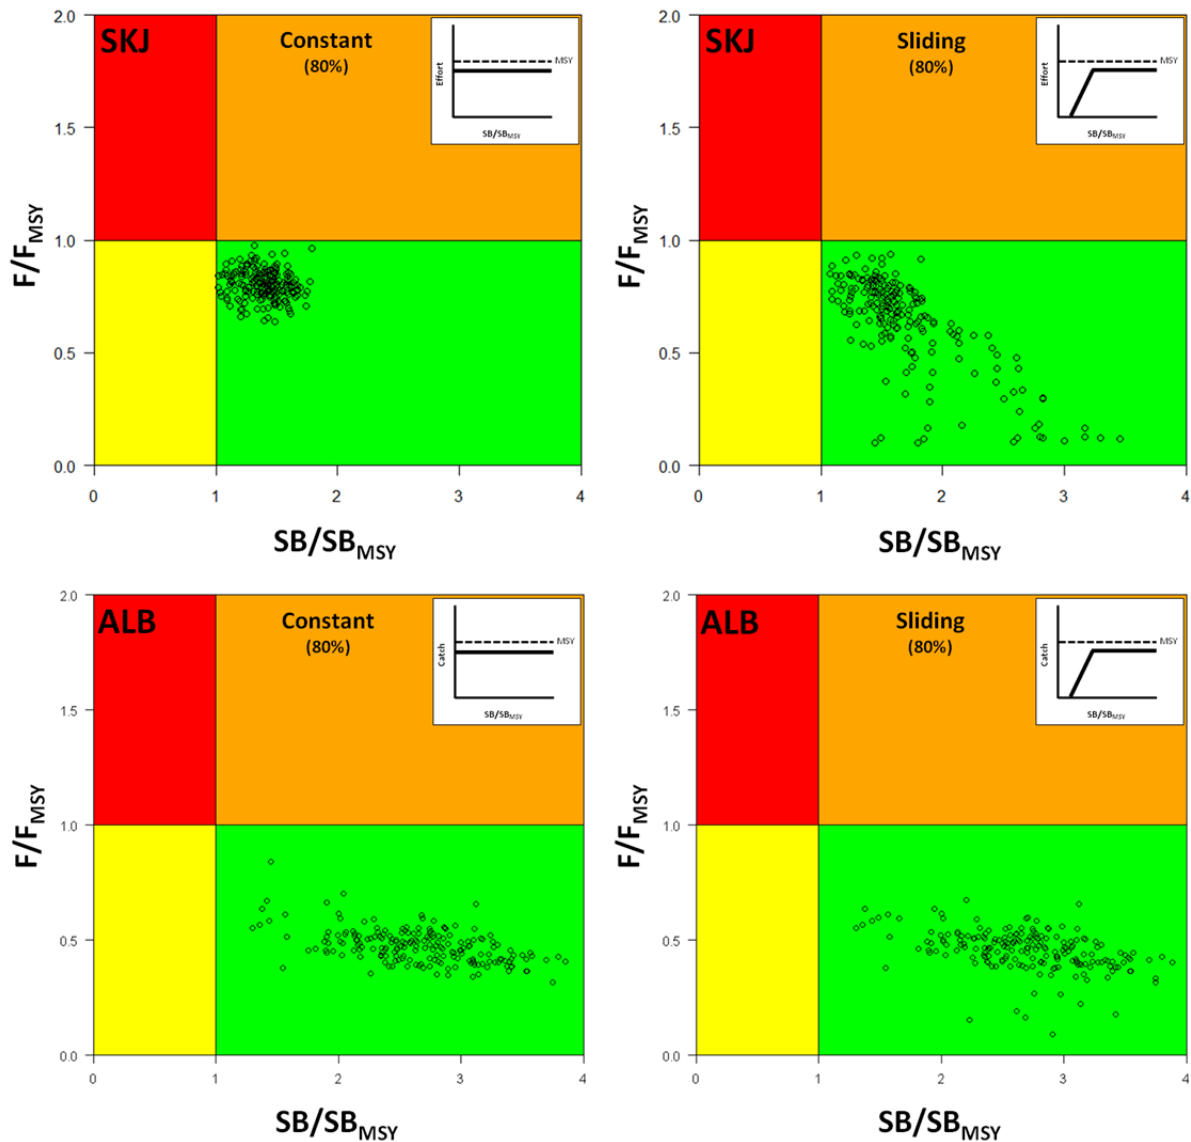 SKJ
Constant
(80%)
Effort
MSY
SB/SBMSY
2.0
1.5
1.0
0.5
0.0
F/FMSY
0 1 2 3 4
SB/SBMSY
SKJ
Sliding
(80%)
Effort
MSY
SB/SBMSY
2.0
1.5
1.0
0.5
0.0
F/FMSY
0 1 2 3 4
SB/SBMSY
ALB
Constant
(80%)
Catch
MSY
SB/SBMSY
2.0
1.5
1.0
0.5
0.0
F/FMSY
0 1 2 3 4
SB/SBMSY
ALB
Sliding
(80%)
Catch
MSY
SB/SBMSY
2.0
1.5
1.0
0.5
0.0
F/FMSY
0 1 2 3 4
SB/SBMSY